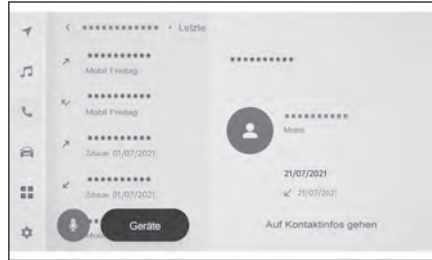 ************ • Letzte
**********
Mobil Freitag
**********
Mobil Freitag
**********
Zuhause 01/07/2021
**********
Zuhause 01/07/2021
**
Mob
Geräte
**********
**********
Mobil
21/07/2021
21/07/2021
Auf Kontaktinfos gehen